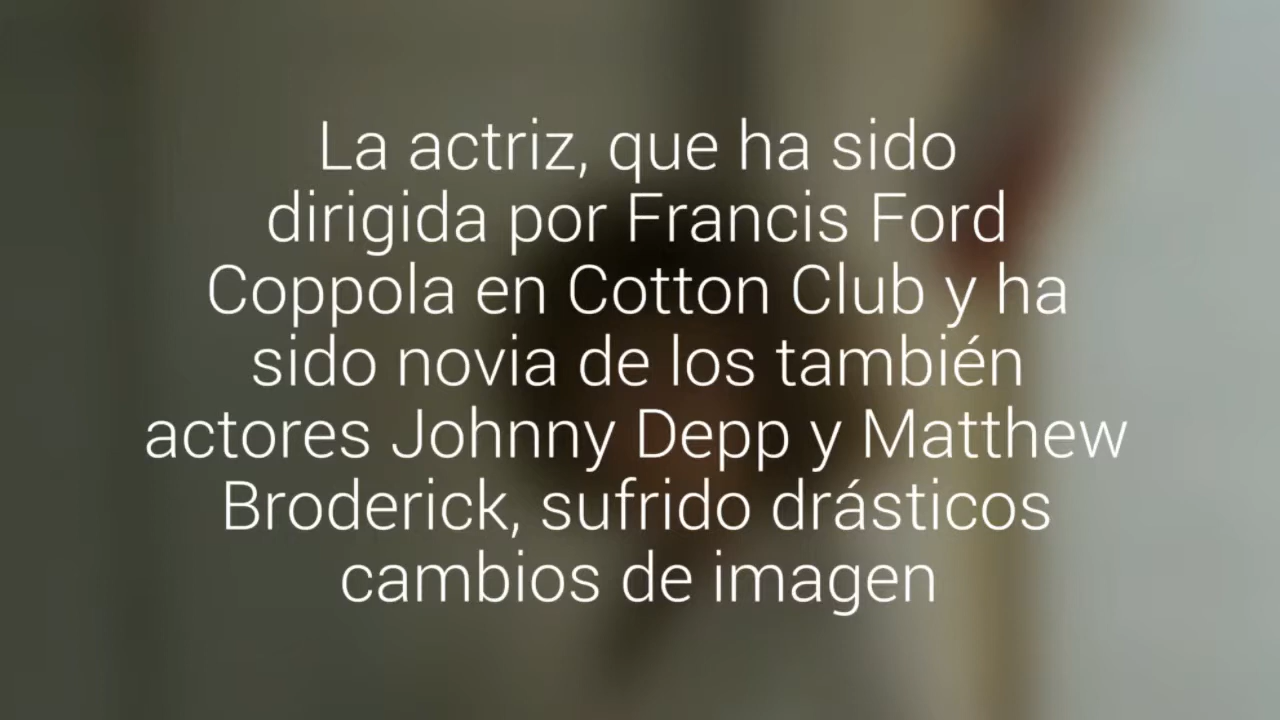 La actriz, que ha sido
dirigida por Francis Ford
Coppola en Cotton Club y ha
sido novia de los también
actores Johnny Depp y Matthew
Broderick, sufrido drásticos
cambios de imagen